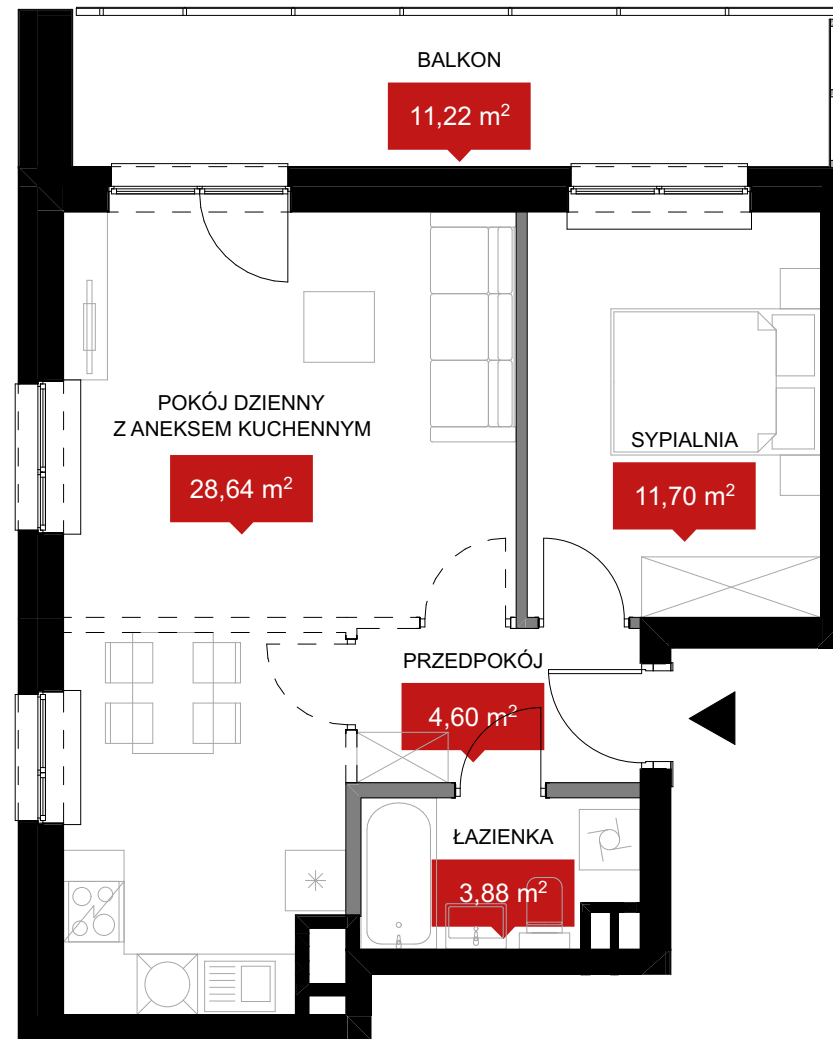 BALKON
11,22 m²
POKÓJ DZIENNY
Z ANEKSEM KUCHENNYM
28,64 m²
SYPIALNIA
11,70 m²
PRZEDPOKÓJ
4,60 m²
ŁAZIENKA
3,88 m²